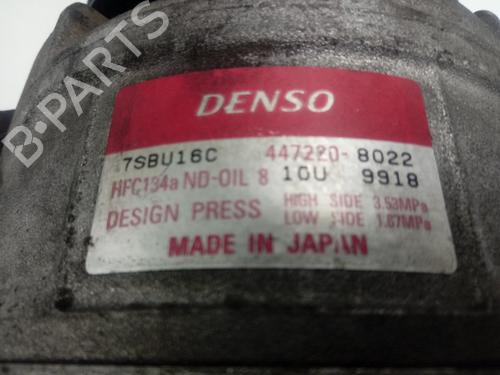 DENSO
7SBU16C 447220-8022
HFC134a ND-OIL 8 10U 9918
DESIGN PRESS HIGH SIDE 3.53MPa
LOW SIDE 1.67MPa
MADE IN JAPAN
B-PARTS